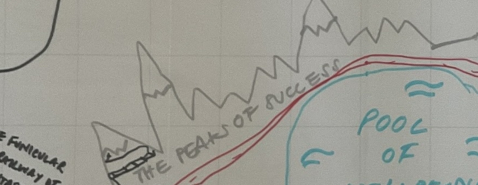 THE PEAKS OF SUCCESS
POOL
OF
FUNICULAR
RAILWAY OF